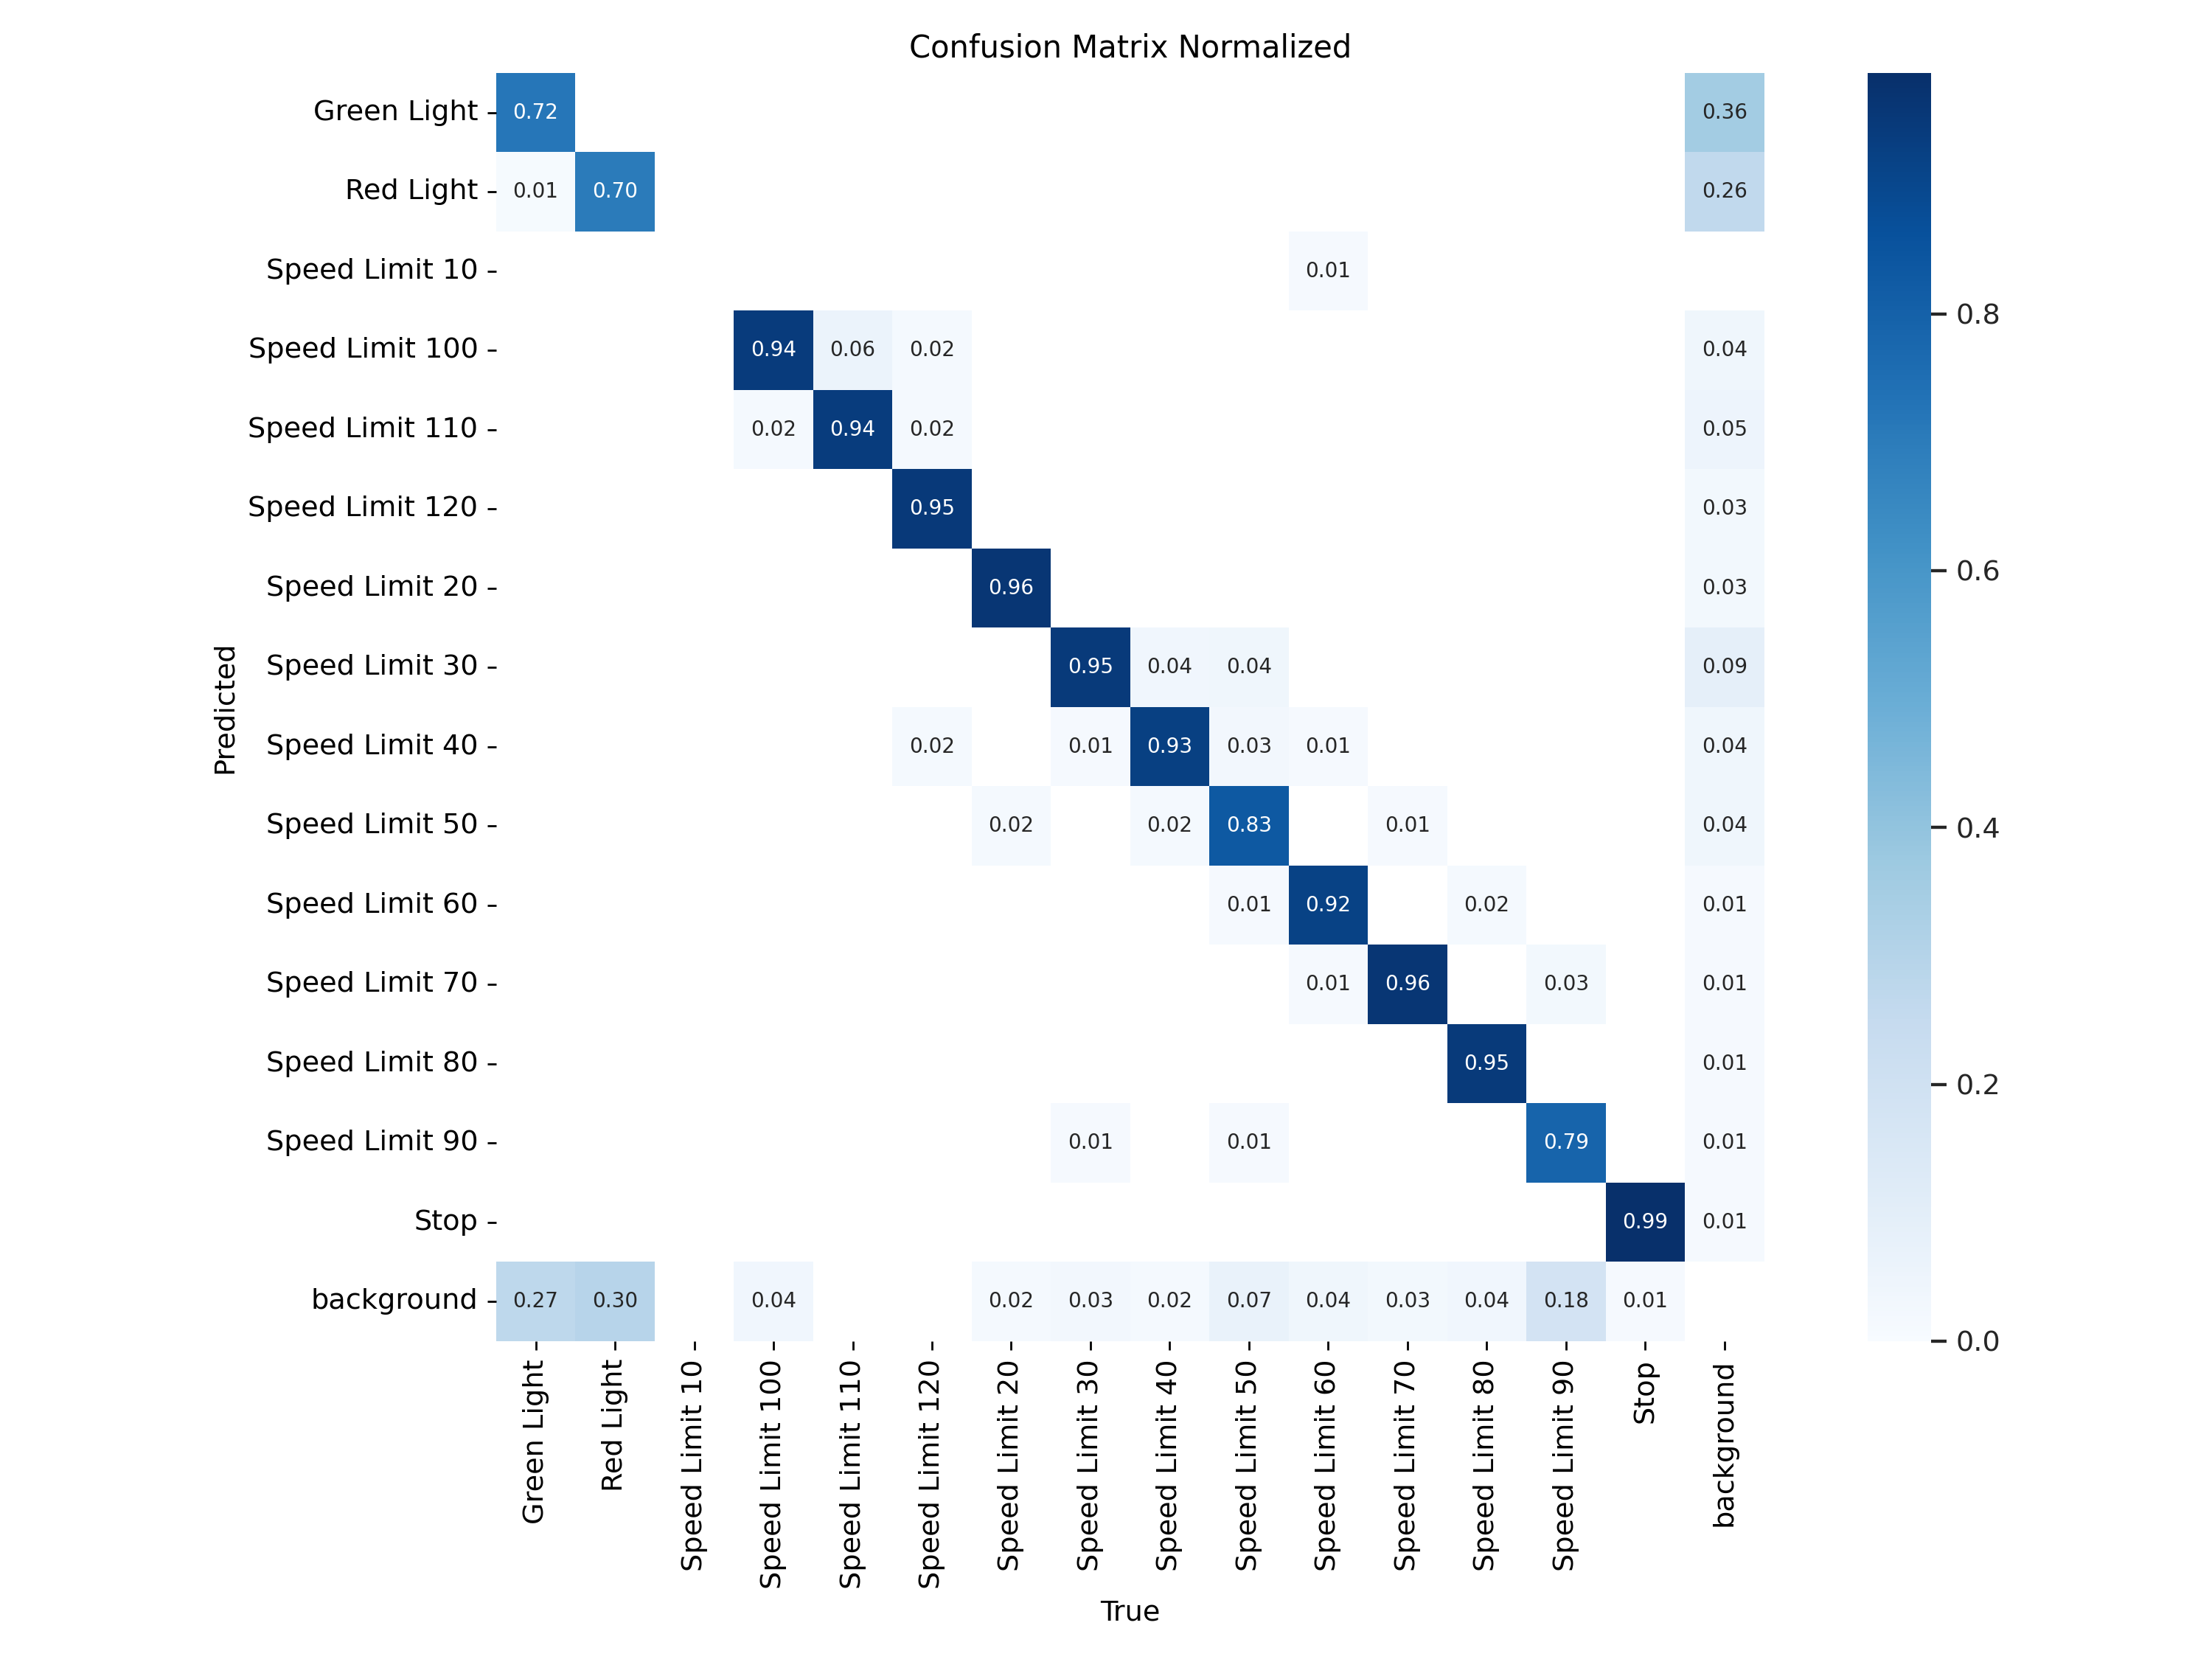 Confusion Matrix Normalized
Green Light 0.72 0.36
Red Light 0.01 0.70 0.26
Speed Limit 10 0.01
Speed Limit 100 0.94 0.06 0.02 0.04
Speed Limit 110 0.02 0.94 0.02 0.05
Speed Limit 120 0.95 0.03
Speed Limit 20 0.96 0.03
Speed Limit 30 0.95 0.04 0.04 0.09
Speed Limit 40 0.02 0.01 0.93 0.03 0.01 0.04
Speed Limit 50 0.02 0.02 0.83 0.01 0.04
Speed Limit 60 0.01 0.92 0.02 0.01
Speed Limit 70 0.01 0.96 0.03 0.01
Speed Limit 80 0.95 0.01
Speed Limit 90 0.01 0.01 0.79 0.01
Stop 0.99 0.01
background 0.27 0.30 0.04 0.02 0.03 0.02 0.07 0.04 0.03 0.04 0.18 0.01
Predicted
Green Light
Red Light
Speed Limit 10
Speed Limit 100
Speed Limit 110
Speed Limit 120
Speed Limit 20
Speed Limit 30
Speed Limit 40
Speed Limit 50
Speed Limit 60
Speed Limit 70
Speed Limit 80
Speed Limit 90
Stop
background
True
0.8
0.6
0.4
0.2
0.0